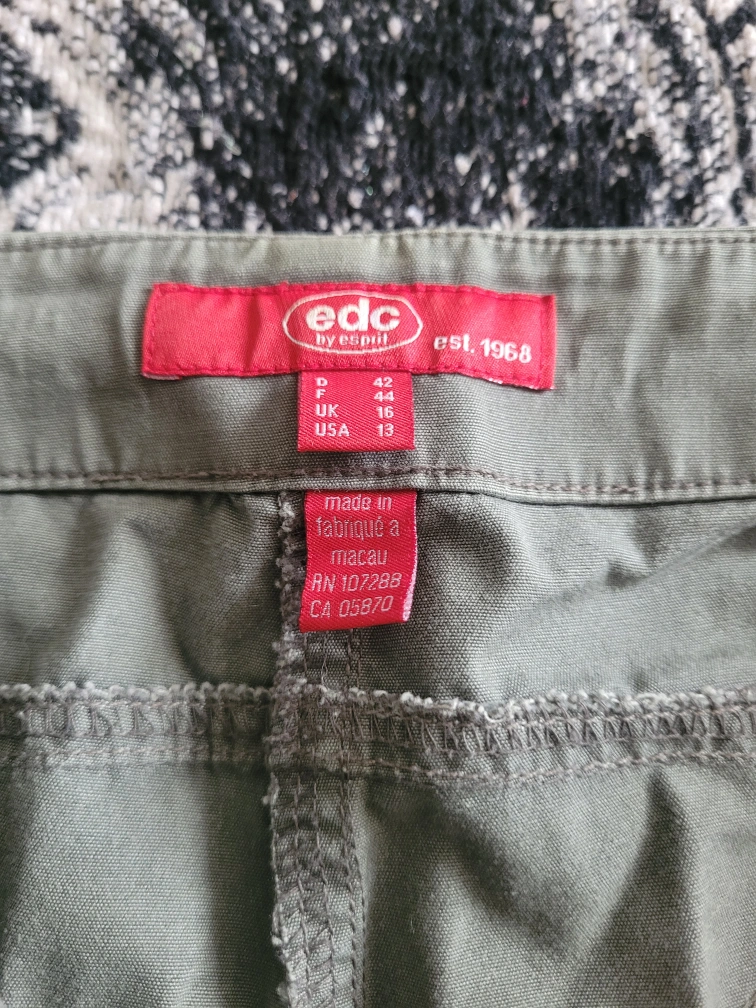 edc
by esprit
est. 1968
D 42
F 44
UK 16
USA 13
made in
fabriqué a
macau
RN 107288
CA 05870